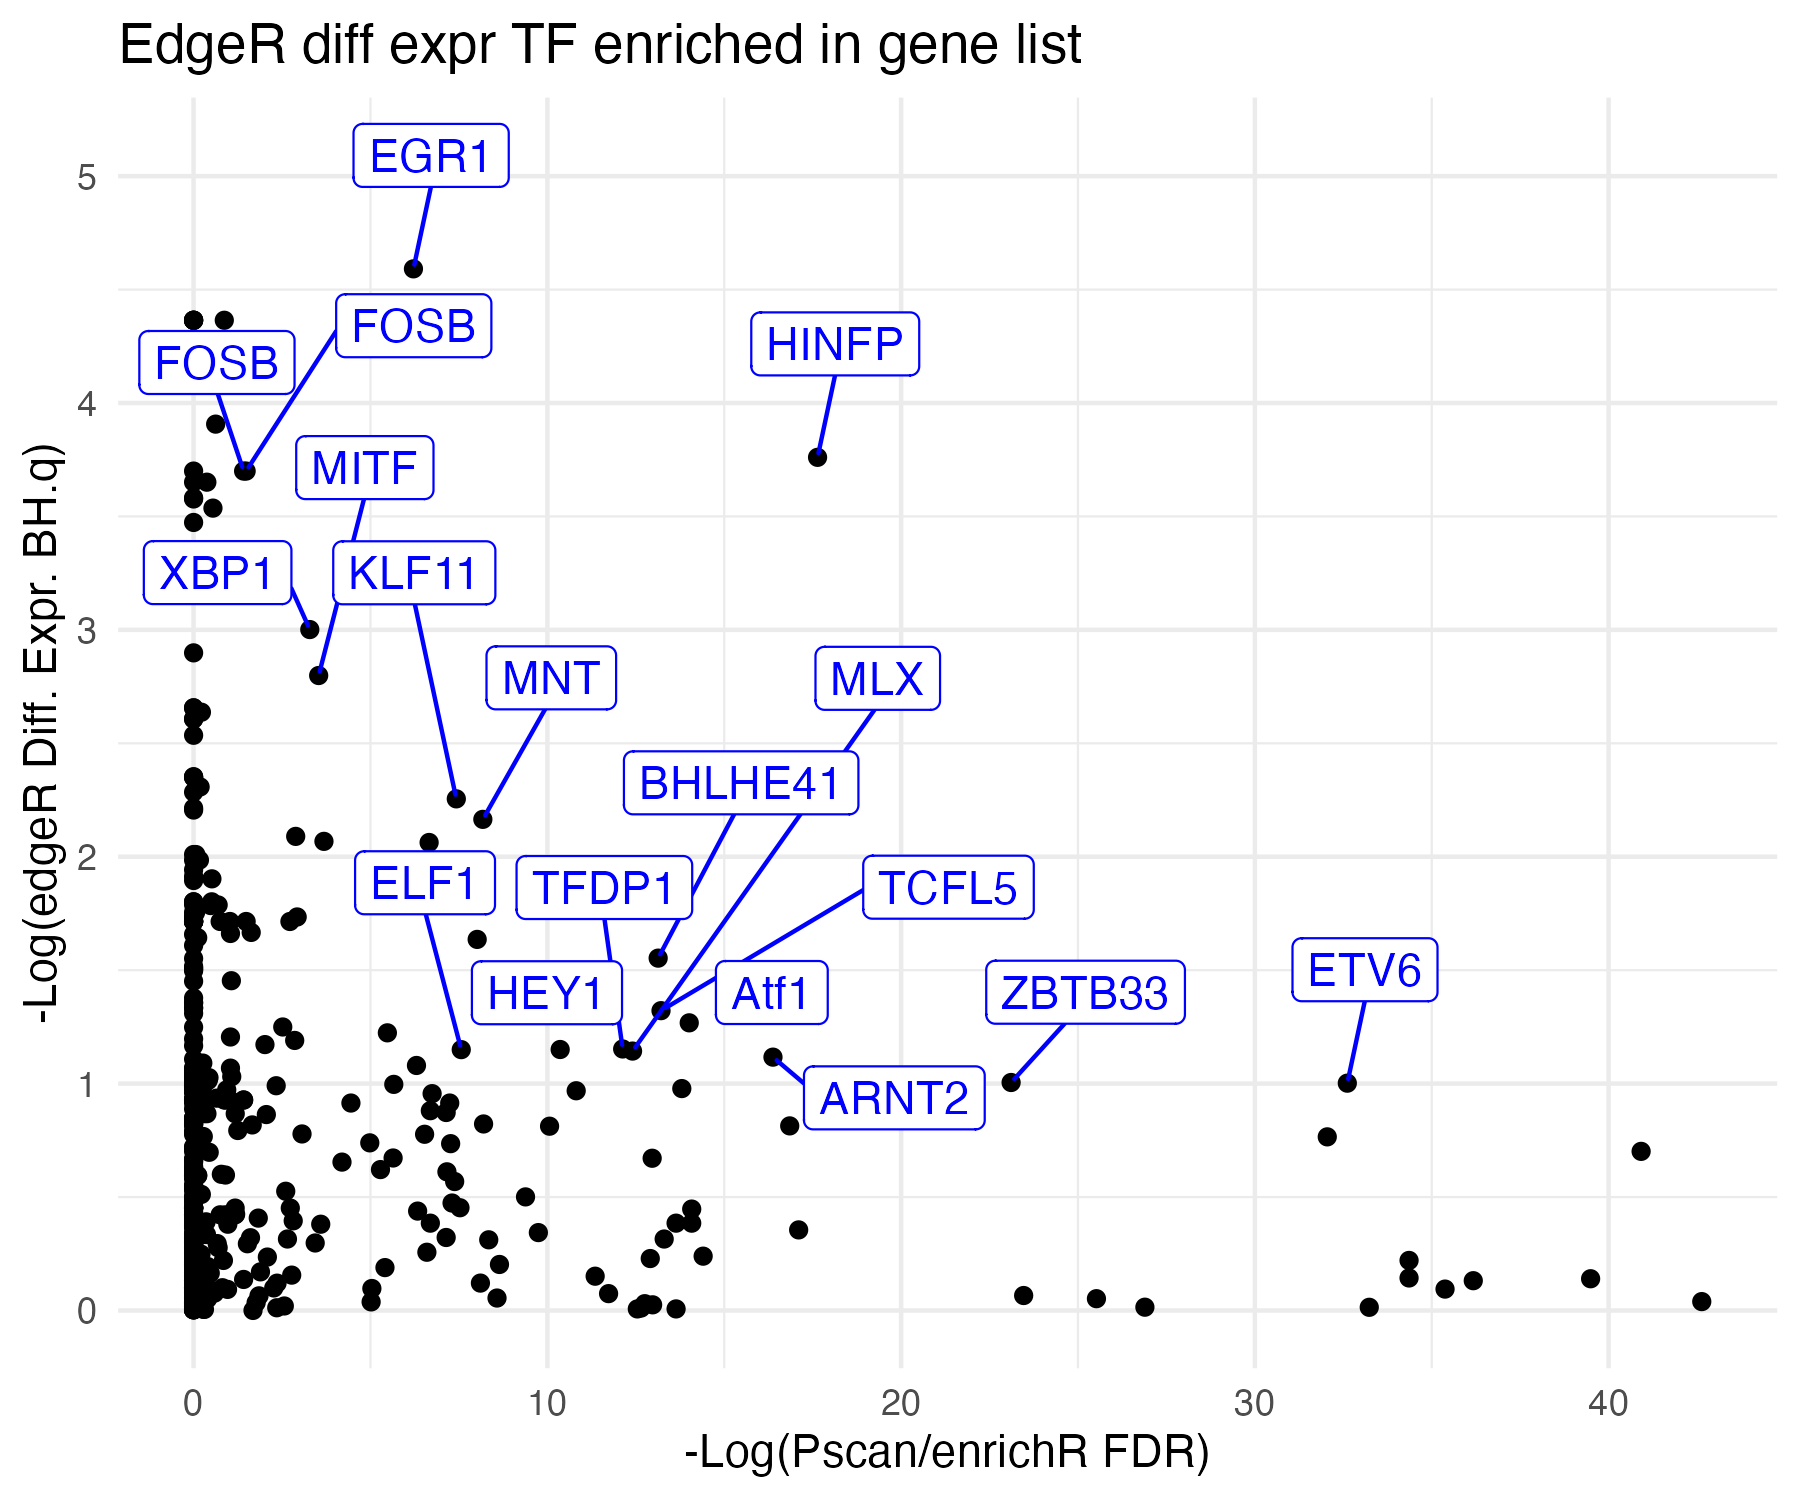 EdgeR diff expr TF enriched in gene list
EGR1
FOSB
HINFP
FOSB
MITF
XBP1
KLF11
MNT
MLX
BHLHE41
ELF1
TFDP1
TCFL5
HEY1
Atf1
ZBTB33
ETV6
ARNT2
5
4
3
2
1
0
-Log(edgeR Diff. Expr. BH.q)
0
10
20
30
40
-Log(Pscan/enrichR FDR)